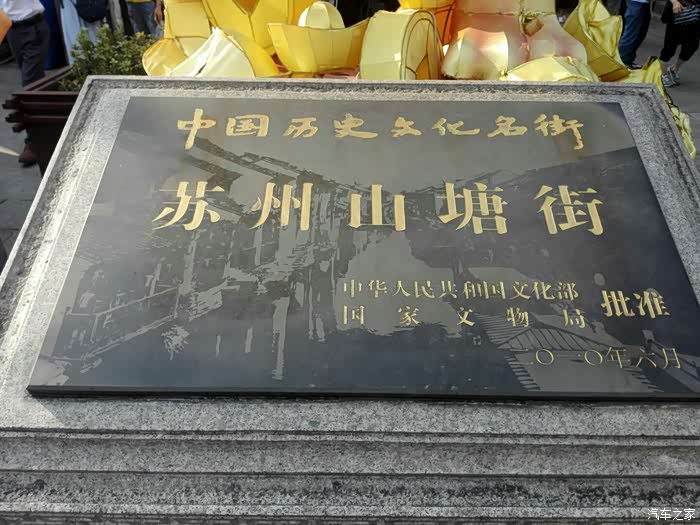 中国历史文化名街
苏州山塘街
中华人民共和国文化部
国家文物局
批准
二〇一〇年六月
汽车之家